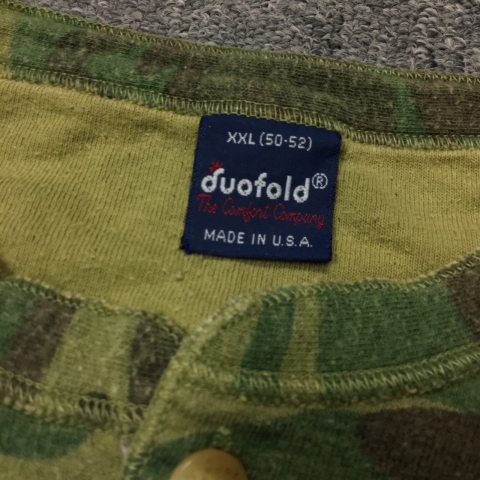 XXL (50-52)
duofold®
The Comfort Company
MADE IN U.S.A.